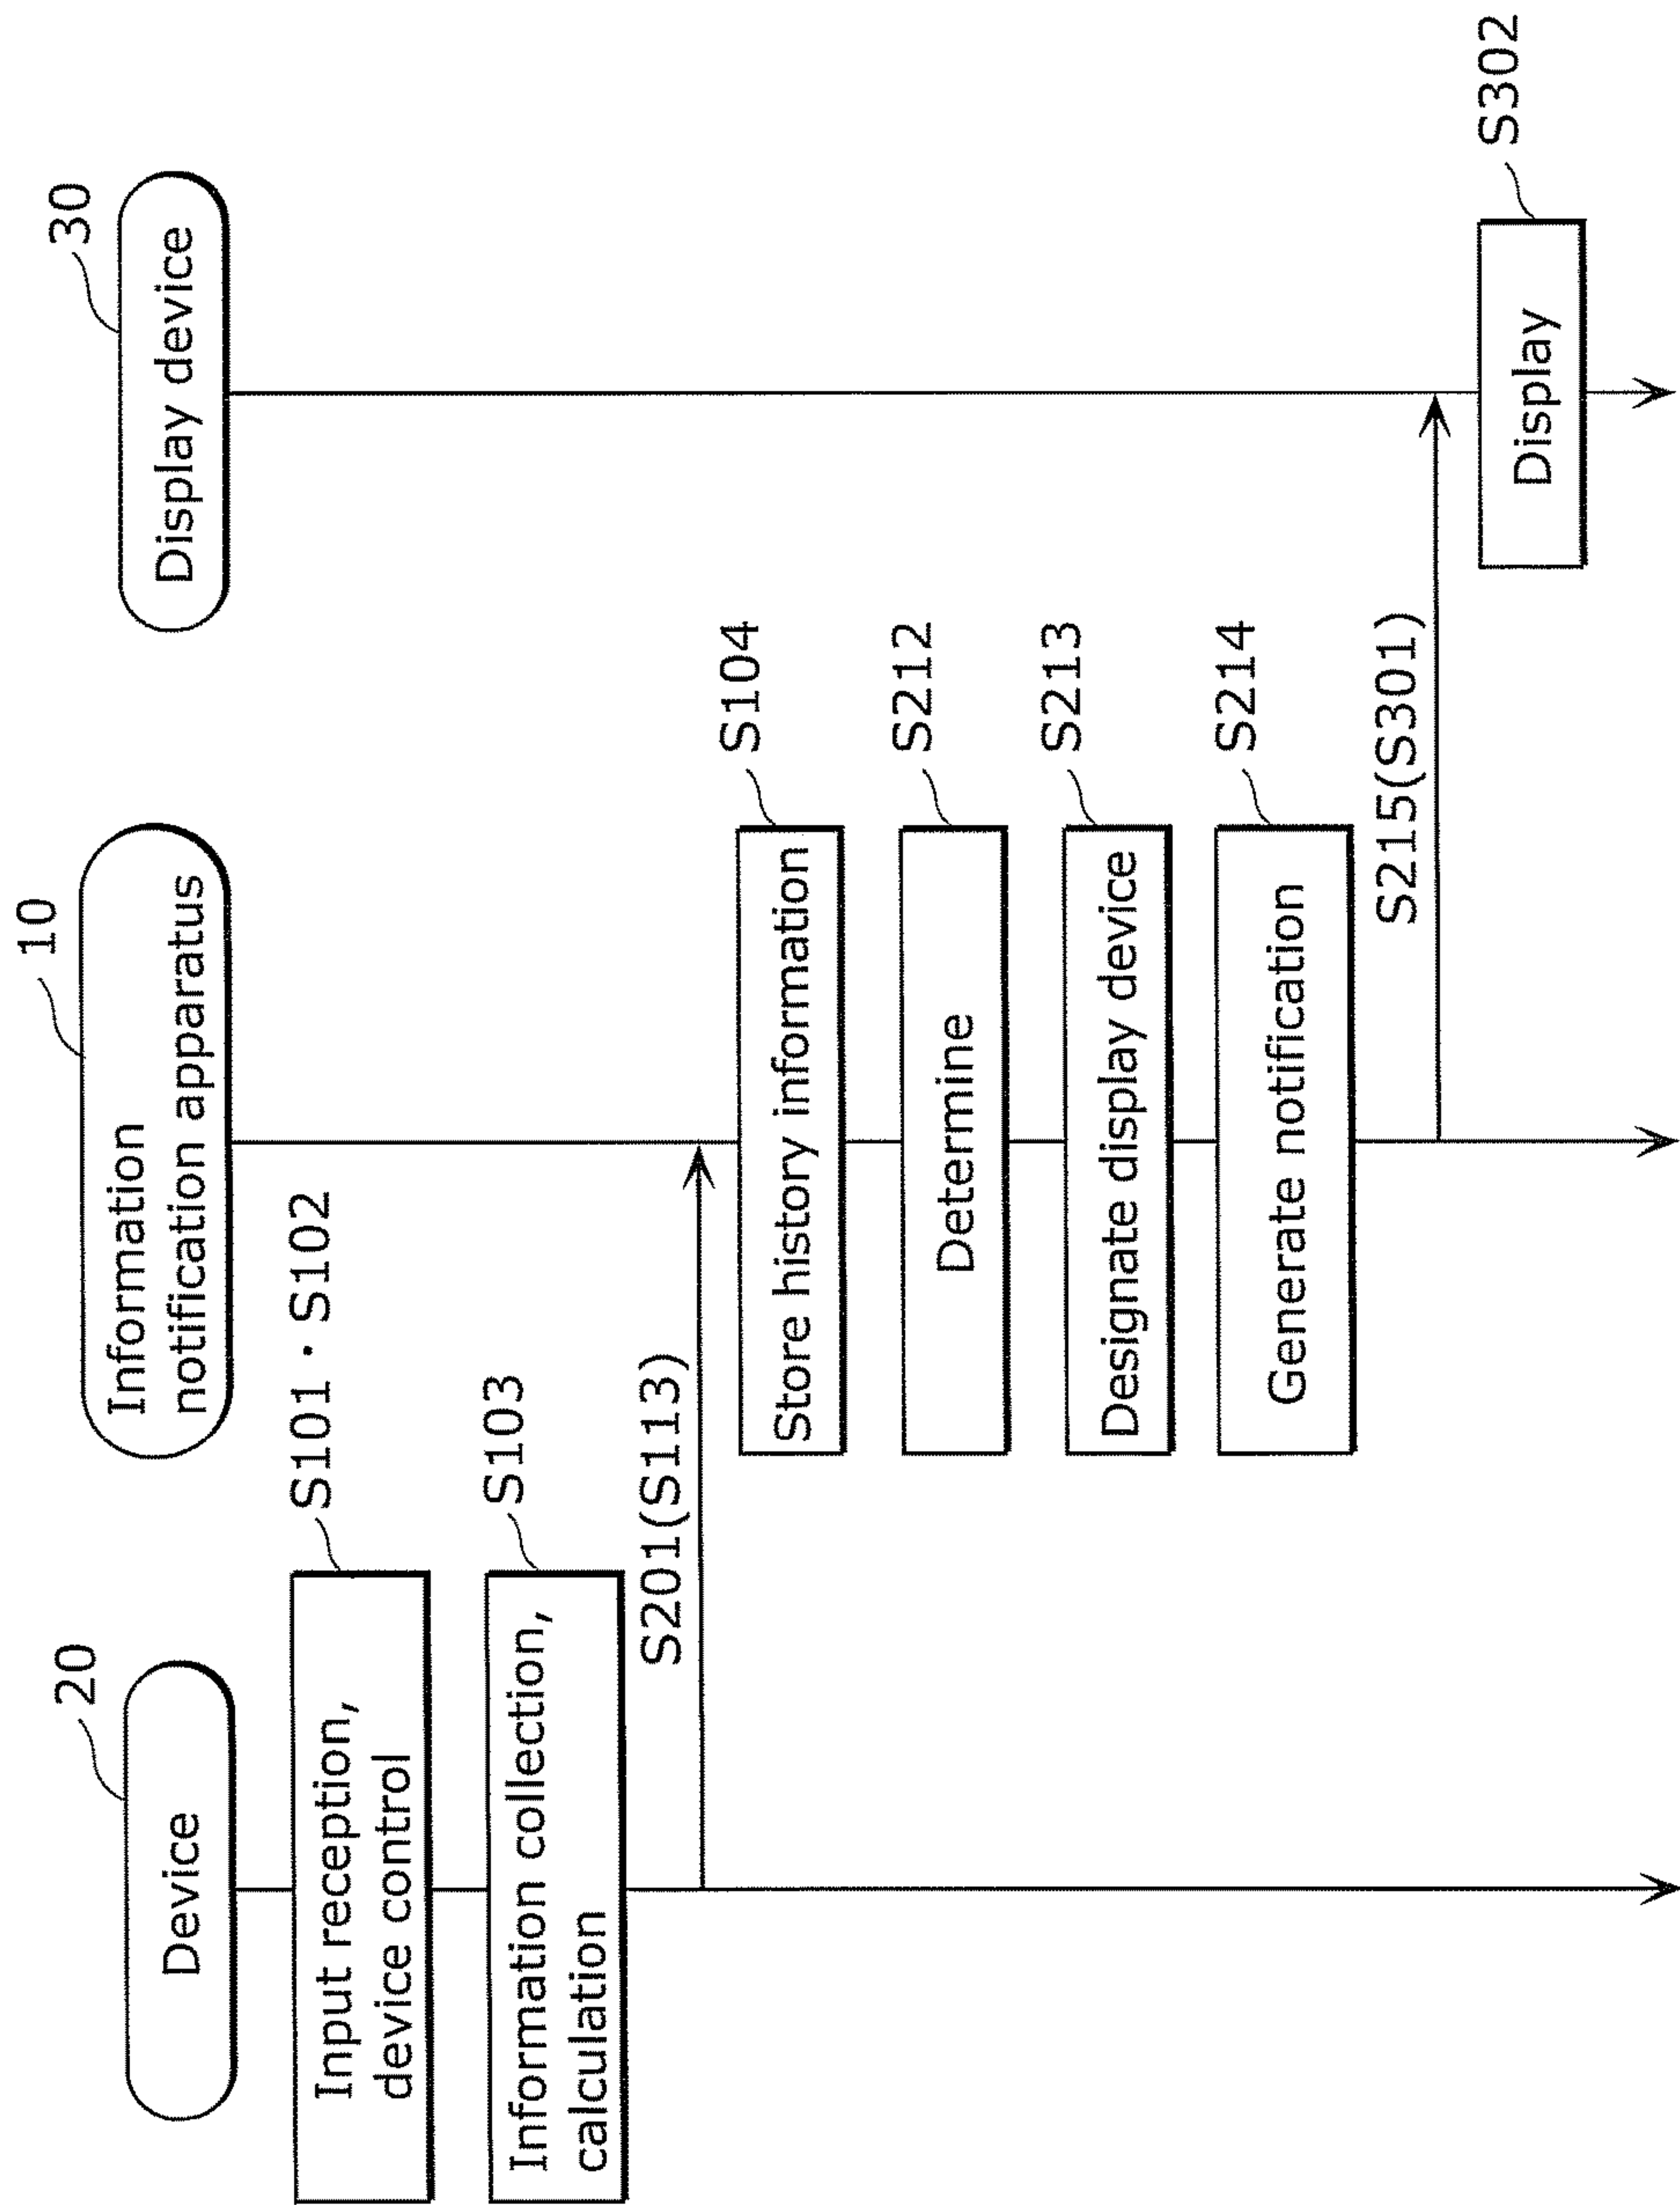 20
Device
10
Information
notification apparatus
30
Display device
S101・S102
Input reception,
device control
S103
Information collection,
calculation
S201(S113)
S104
Store history information
S212
Determine
S213
Designate display device
S214
Generate notification
S215(S301)
S302
Display